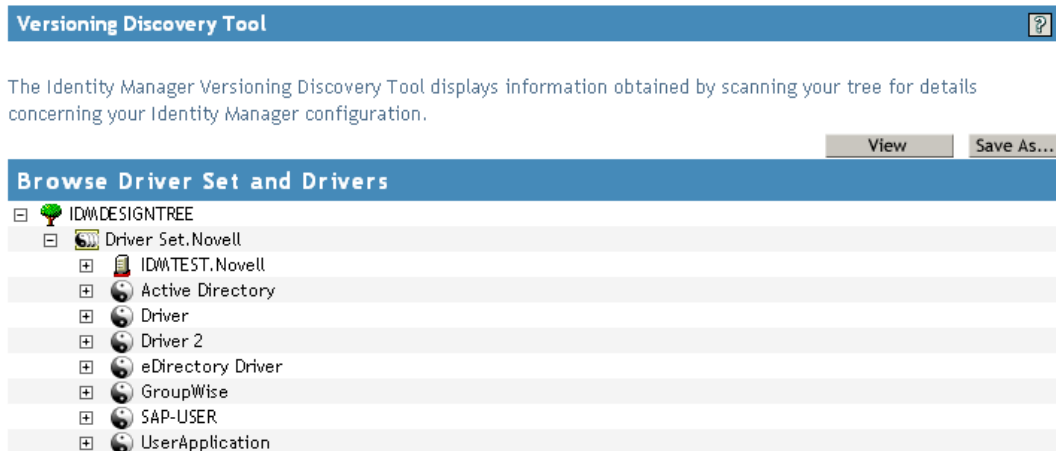 Versioning Discovery Tool
?
The Identity Manager Versioning Discovery Tool displays information obtained by scanning your tree for details
concerning your Identity Manager configuration.
View Save As...
Browse Driver Set and Drivers
IDMDESIGNTREE
Driver Set.Novell
IDMTEST.Novell
Active Directory
Driver
Driver 2
eDirectory Driver
GroupWise
SAP-USER
UserApplication